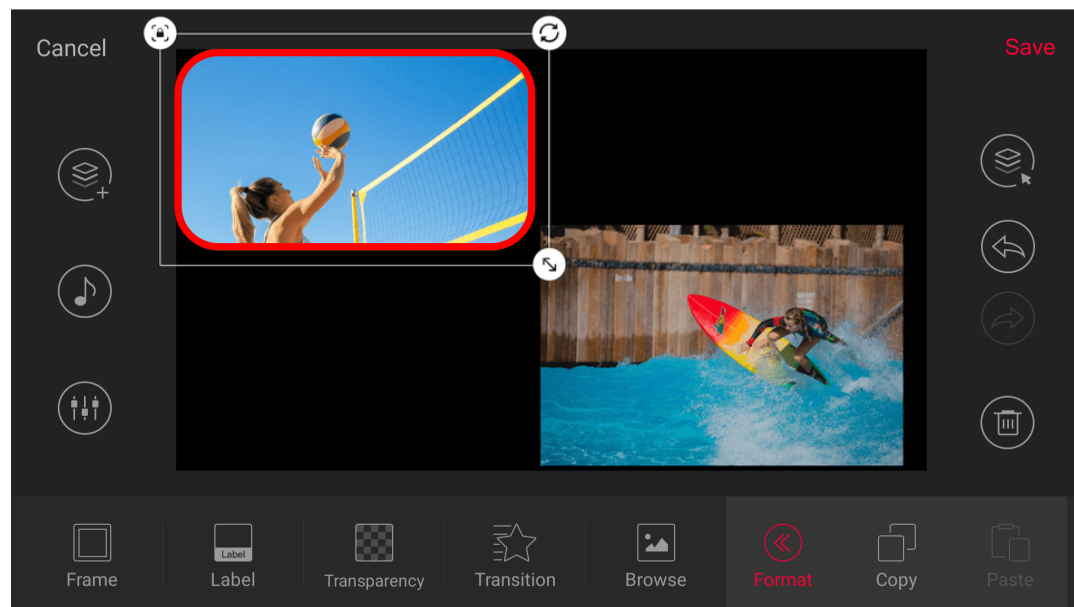 Cancel
Save
Label
Frame
Label
Transparency
Transition
Browse
Format
Copy
Paste